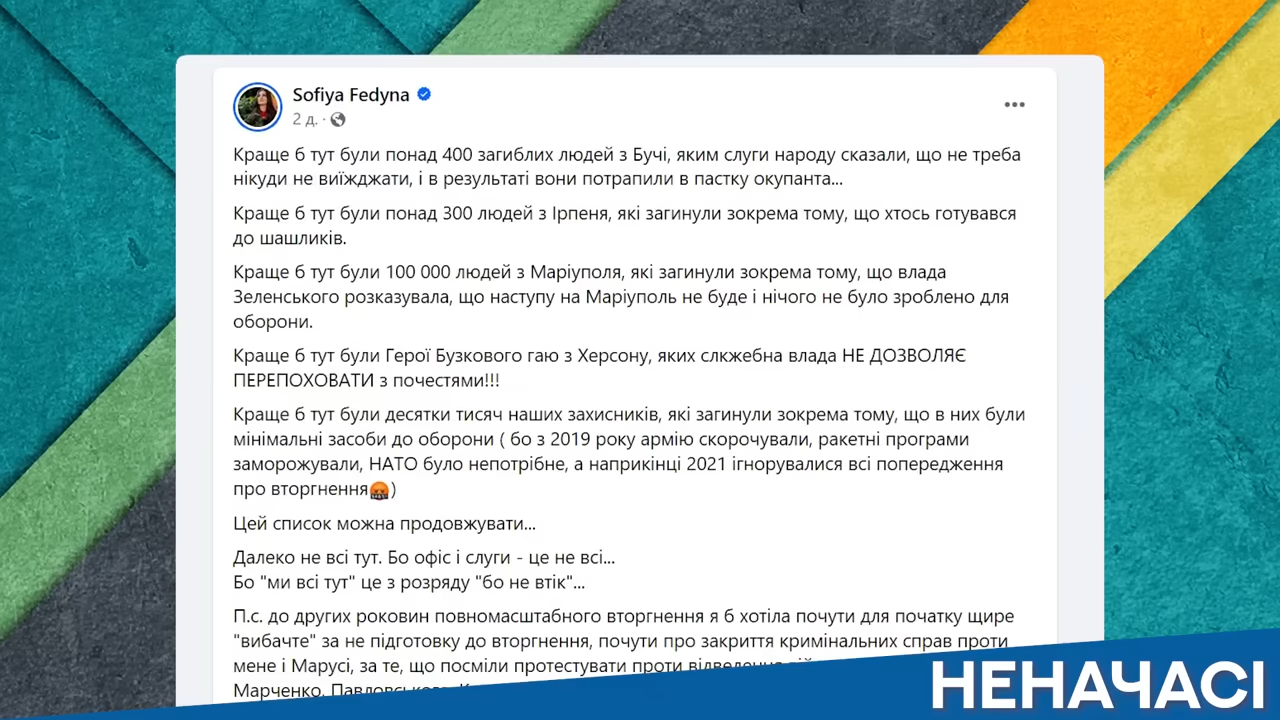 Sofiya Fedyna
2 д. ·
Краще б тут були понад 400 загиблих людей з Бучі, яким слуги народу сказали, що не треба
нікуди не виїжджати, і в результаті вони потрапили в пастку окупанта...
Краще б тут були понад 300 людей з Ірпеня, які загинули зокрема тому, що хтось готувався
до шашликів.
Краще б тут були 100 000 людей з Маріуполя, які загинули зокрема тому, що влада
Зеленського розказувала, що наступу на Маріуполь не буде і нічого не було зроблено для
оборони.
Краще б тут були Герої Бузкового гаю з Херсону, яких слкжебна влада НЕ ДОЗВОЛЯЄ
ПЕРЕПОХОВАТИ з почестями!!!
Краще б тут були десятки тисяч наших захисників, які загинули зокрема тому, що в них були
мінімальні засоби до оборони ( бо з 2019 року армію скорочували, ракетні програми
заморожували, НАТО було непотрібне, а наприкінці 2021 ігнорувалися всі попередження
про вторгнення🤬)
Цей список можна продовжувати...
Далеко не всі тут. Бо офіс і слуги - це не всі...
Бо "ми всі тут" це з розряду "бо не втік"...
П.с. до других роковин повномасштабного вторгнення я б хотіла почути для початку щире
"вибачте" за не підготовку до вторгнення, почути про закриття кримінальних справ проти
мене і Марусі, за те, що посміли протестувати проти відведення
Марченко, Павловського
НЕНАЧАСІ